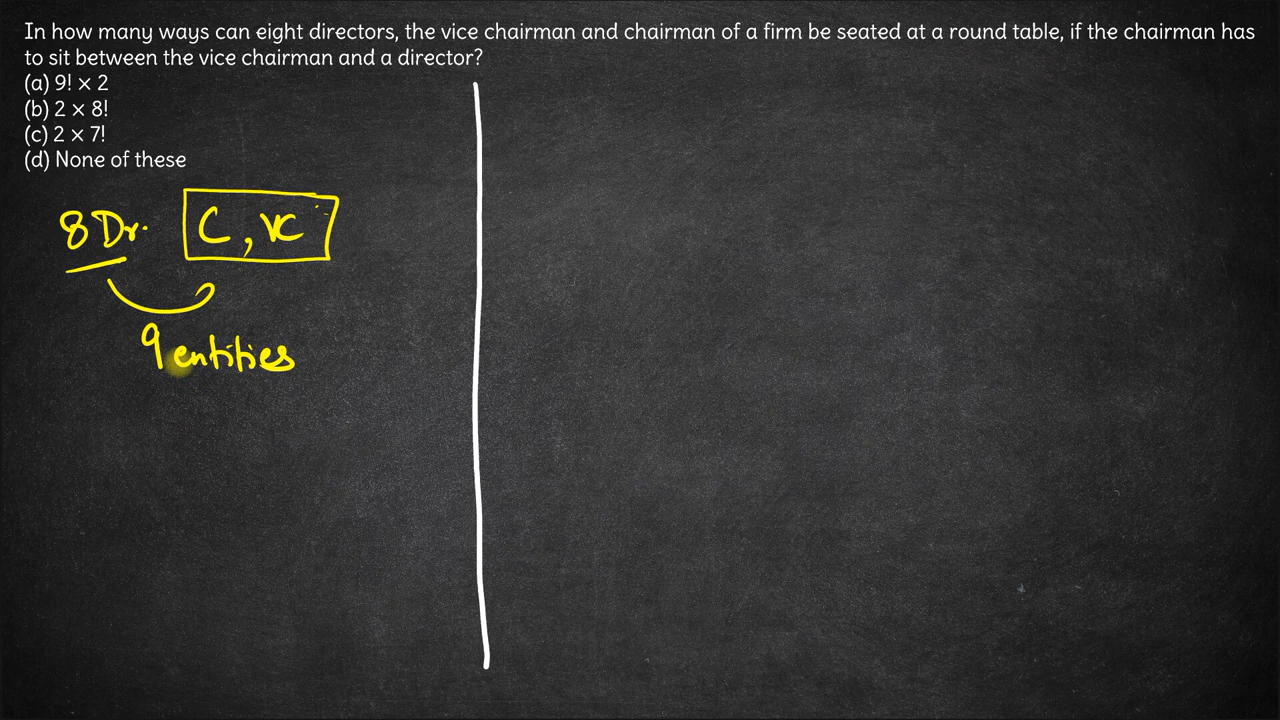 In how many ways can eight directors, the vice chairman and chairman of a firm be seated at a round table, if the chairman has
to sit between the vice chairman and a director?
(a) 9! × 2
(b) 2 × 8!
(c) 2 × 7!
(d) None of these
8 Dr. C, VC
9 entities